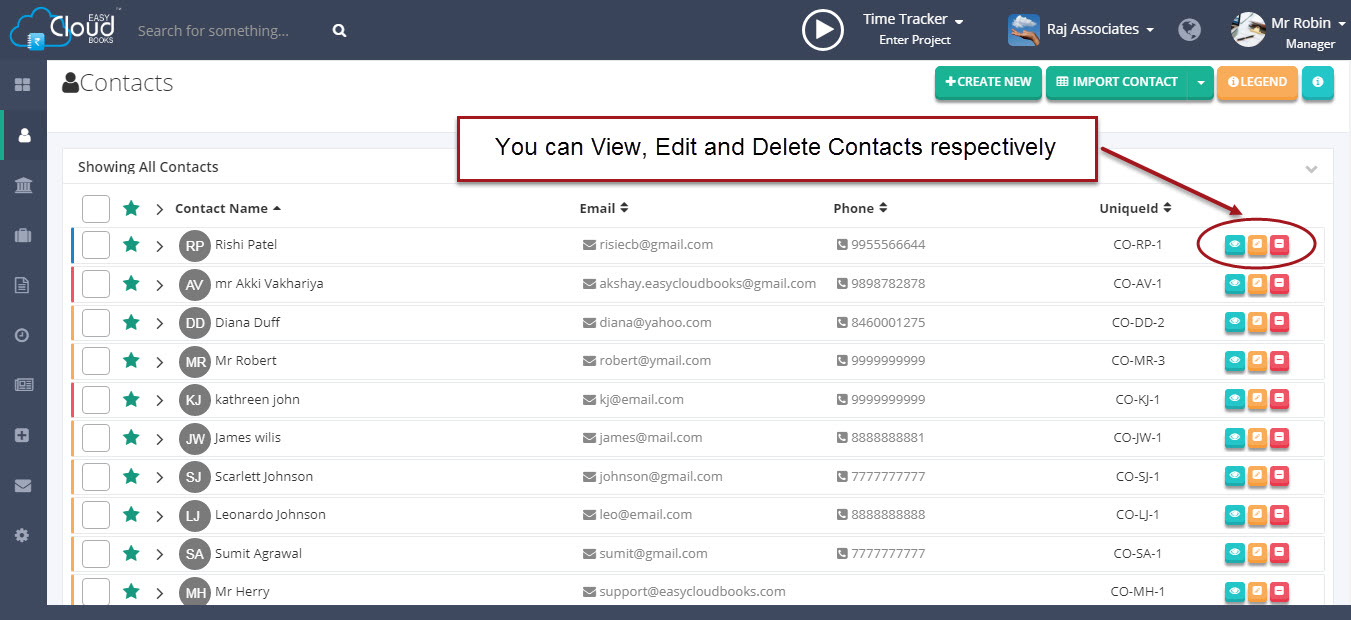 EASY
Cloud
BOOKS
Search for something...
Time Tracker
Enter Project
Raj Associates
Mr Robin
Manager
Contacts
CREATE NEW
IMPORT CONTACT
LEGEND
You can View, Edit and Delete Contacts respectively
Showing All Contacts
Contact Name Email Phone UniqueId
RP Rishi Patel risiecb@gmail.com 9955566644 CO-RP-1
AV mr Akki Vakhariya akshay.easycloudbooks@gmail.com 9898782878 CO-AV-1
DD Diana Duff diana@yahoo.com 8460001275 CO-DD-2
MR Mr Robert robert@ymail.com 9999999999 CO-MR-3
KJ kathreen john kj@email.com 9999999999 CO-KJ-1
JW James wilis james@mail.com 8888888881 CO-JW-1
SJ Scarlett Johnson johnson@gmail.com 7777777777 CO-SJ-1
LJ Leonardo Johnson leo@email.com 8888888888 CO-LJ-1
SA Sumit Agrawal sumit@gmail.com 7777777777 CO-SA-1
MH Mr Herry support@easycloudbooks.com CO-MH-1